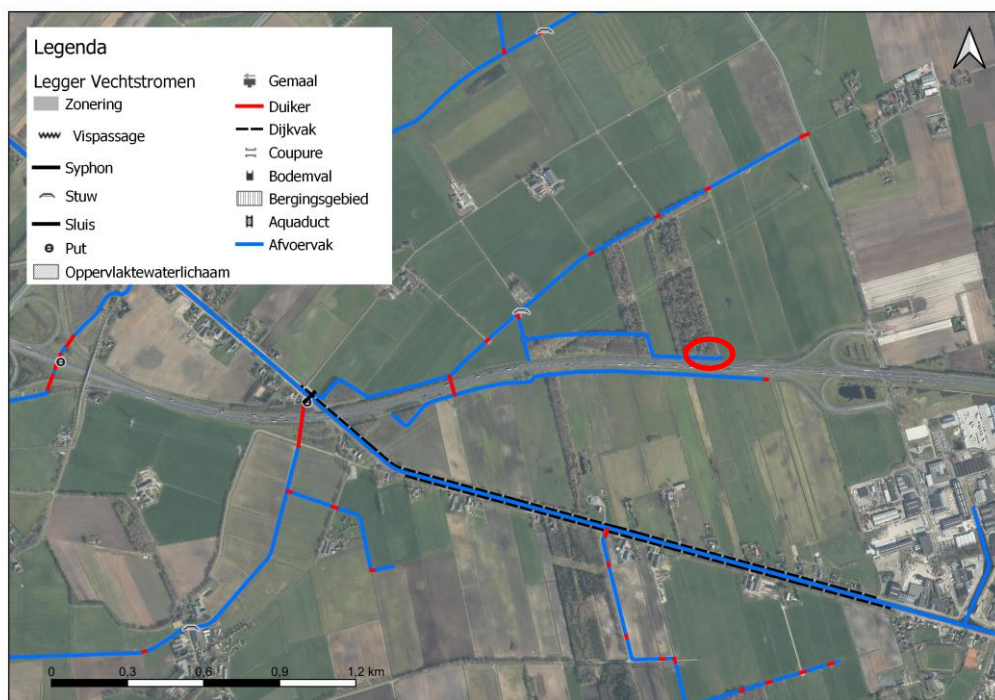 Legenda
Legger Vechtstromen
Zonering
Vispassage
Syphon
Stuw
Sluis
Put
Oppervlaktewaterlichaam
Gemaal
Duiker
Dijkvak
Coupure
Bodemval
Bergingsgebied
Aquaduct
Afvoervak
0 0,3 0,6 0,9 1,2 km